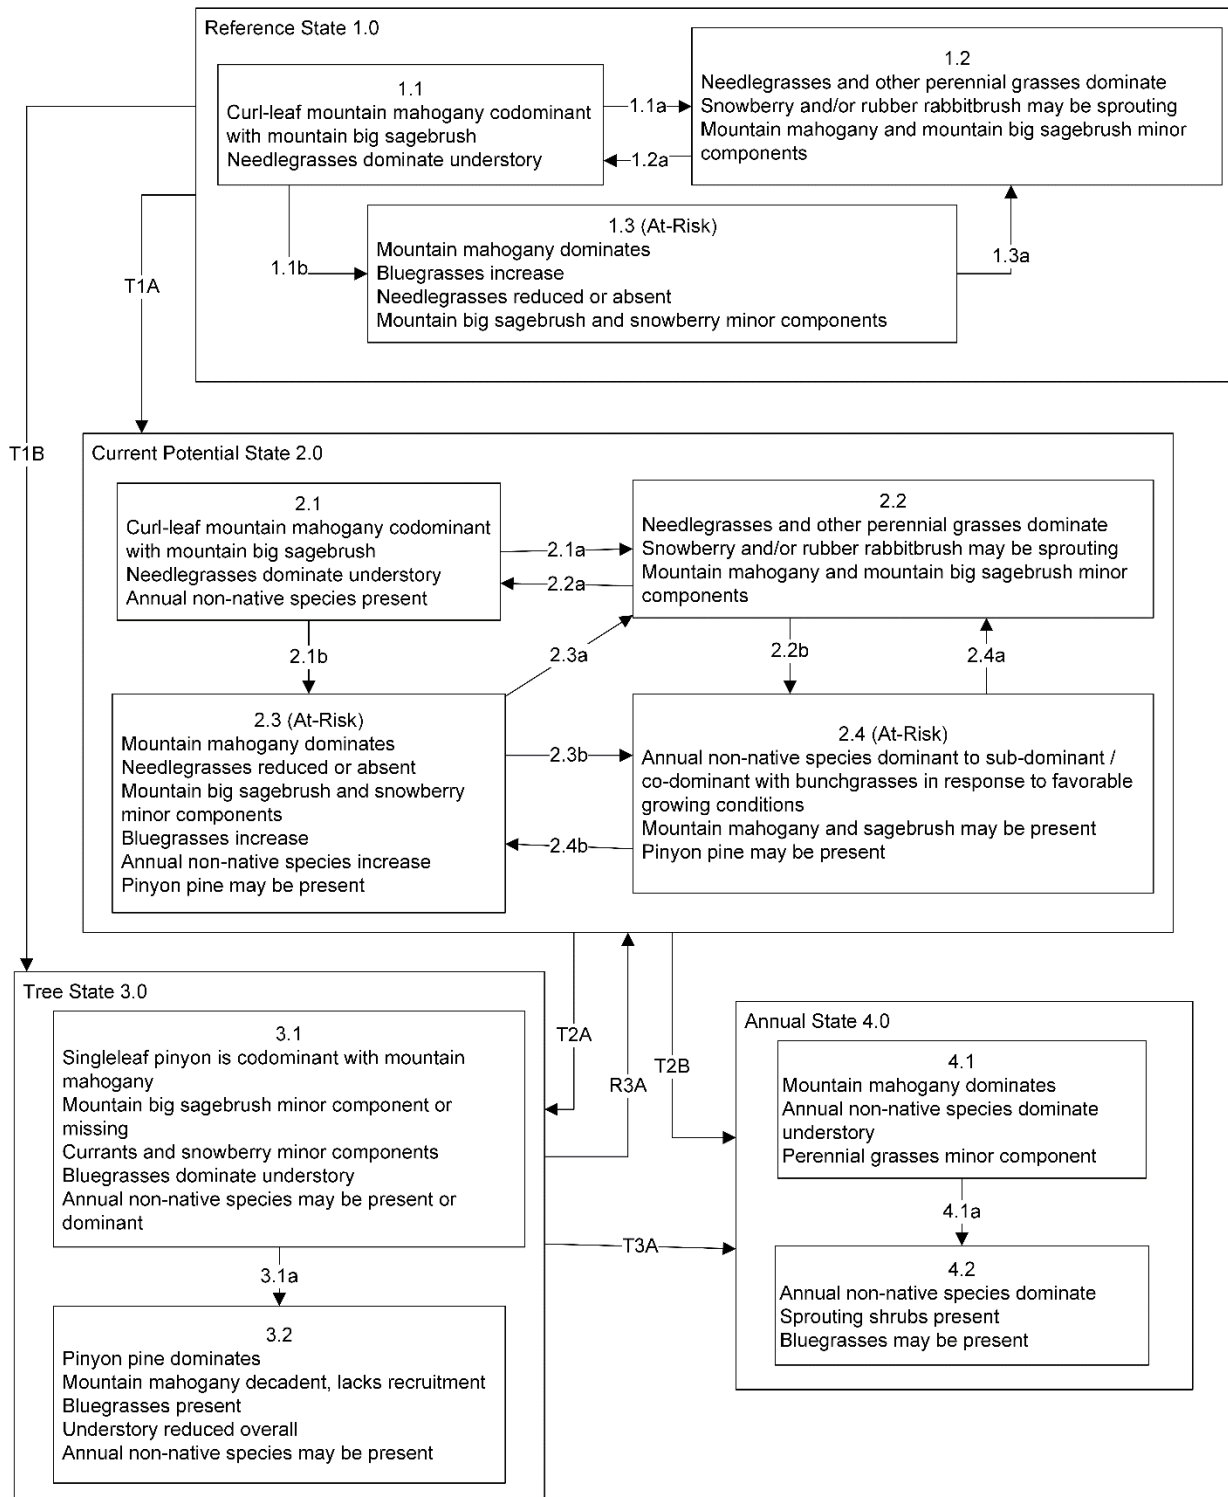 Reference State 1.0
1.1
Curl-leaf mountain mahogany codominant
with mountain big sagebrush
Needlegrasses dominate understory
1.1a
1.2a
1.2
Needlegrasses and other perennial grasses dominate
Snowberry and/or rubber rabbitbrush may be sprouting
Mountain mahogany and mountain big sagebrush minor
components
1.1b
1.3 (At-Risk)
Mountain mahogany dominates
Bluegrasses increase
Needlegrasses reduced or absent
Mountain big sagebrush and snowberry minor components
1.3a
T1A
T1B
Current Potential State 2.0
2.1
Curl-leaf mountain mahogany codominant
with mountain big sagebrush
Needlegrasses dominate understory
Annual non-native species present
2.1a
2.2a
2.2
Needlegrasses and other perennial grasses dominate
Snowberry and/or rubber rabbitbrush may be sprouting
Mountain mahogany and mountain big sagebrush minor
components
2.1b
2.3a
2.2b
2.4a
2.3 (At-Risk)
Mountain mahogany dominates
Needlegrasses reduced or absent
Mountain big sagebrush and snowberry
minor components
Bluegrasses increase
Annual non-native species increase
Pinyon pine may be present
2.3b
2.4b
2.4 (At-Risk)
Annual non-native species dominant to sub-dominant /
co-dominant with bunchgrasses in response to favorable
growing conditions
Mountain mahogany and sagebrush may be present
Pinyon pine may be present
T2A
R3A
T2B
Tree State 3.0
3.1
Singleleaf pinyon is codominant with mountain
mahogany
Mountain big sagebrush minor component or
missing
Currants and snowberry minor components
Bluegrasses dominate understory
Annual non-native species may be present or
dominant
3.1a
3.2
Pinyon pine dominates
Mountain mahogany decadent, lacks recruitment
Bluegrasses present
Understory reduced overall
Annual non-native species may be present
T3A
Annual State 4.0
4.1
Mountain mahogany dominates
Annual non-native species dominate
understory
Perennial grasses minor component
4.1a
4.2
Annual non-native species dominate
Sprouting shrubs present
Bluegrasses may be present